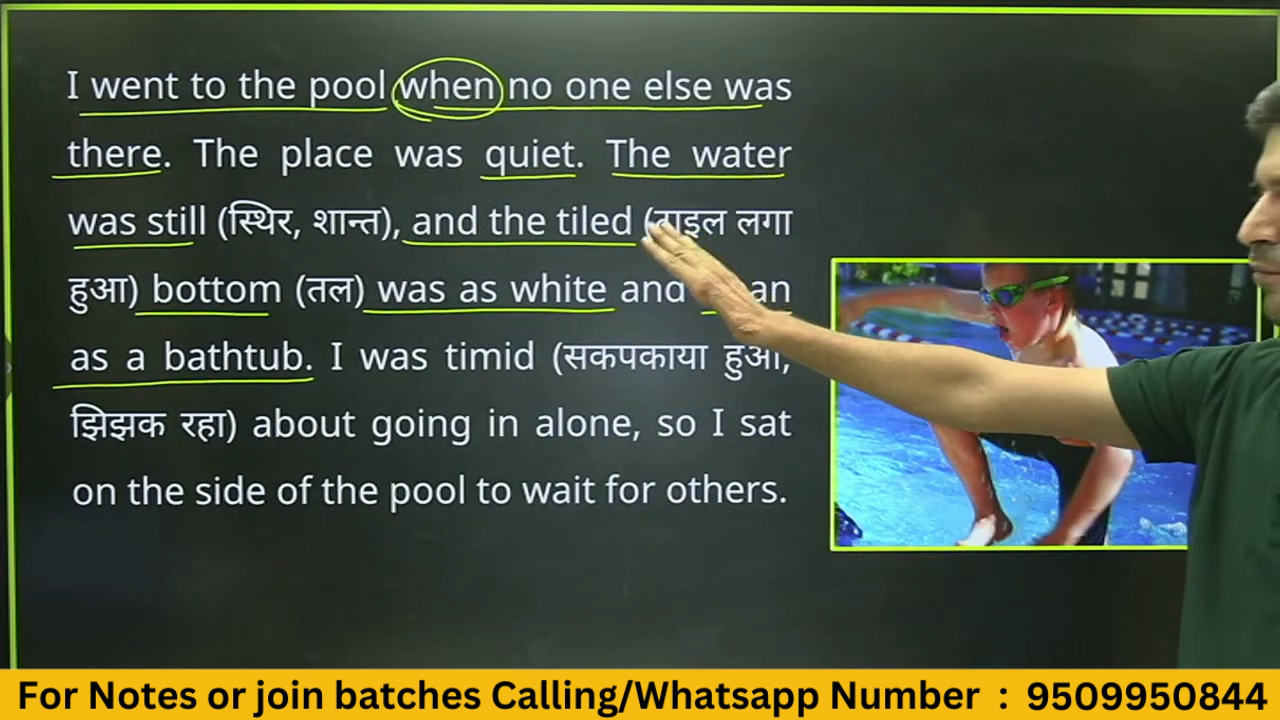 I went to the pool when no one else was
there. The place was quiet. The water
was still (स्थिर, शान्त), and the tiled (टाइल लगा
हुआ) bottom (तल) was as white and
as a bathtub. I was timid (सकपकाया हुआ,
झिझक रहा) about going in alone, so I sat
on the side of the pool to wait for others.
For Notes or join batches Calling/Whatsapp Number : 9509950844